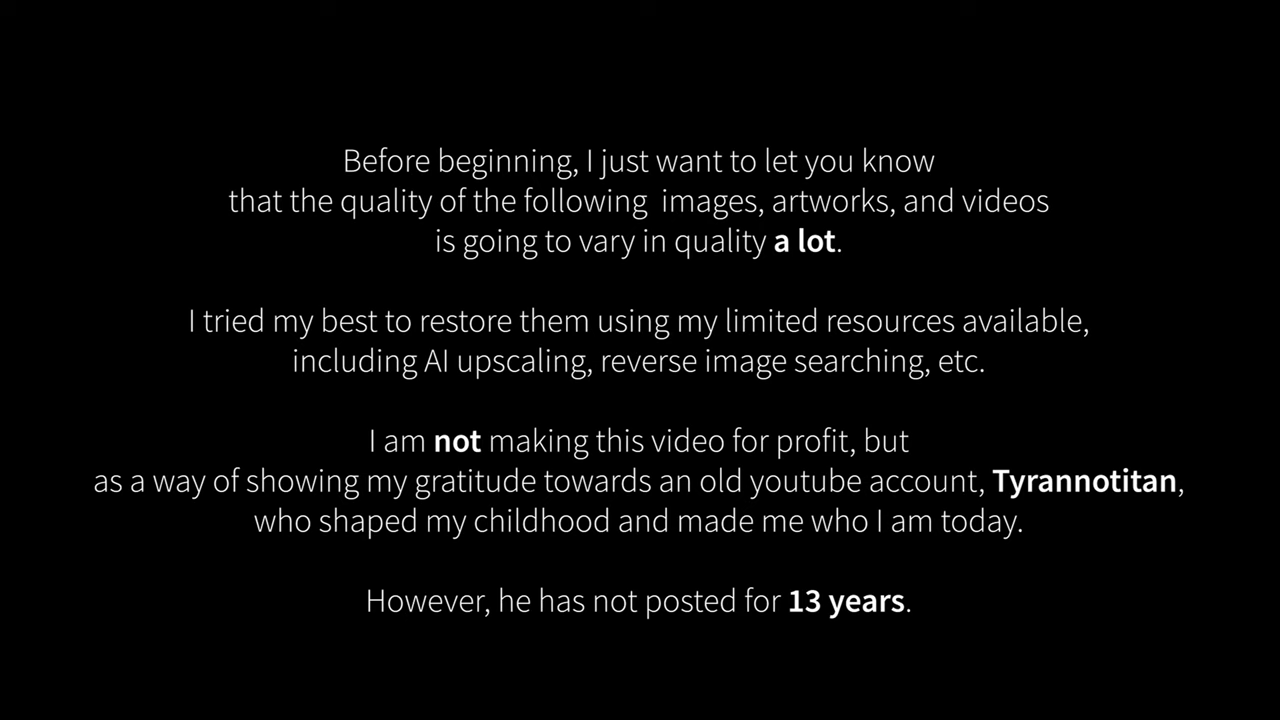 Before beginning, I just want to let you know
that the quality of the following  images, artworks, and videos
is going to vary in quality a lot.
I tried my best to restore them using my limited resources available,
including AI upscaling, reverse image searching, etc.
I am not making this video for profit, but
as a way of showing my gratitude towards an old youtube account, Tyrannotitan,
who shaped my childhood and made me who I am today.
However, he has not posted for 13 years.